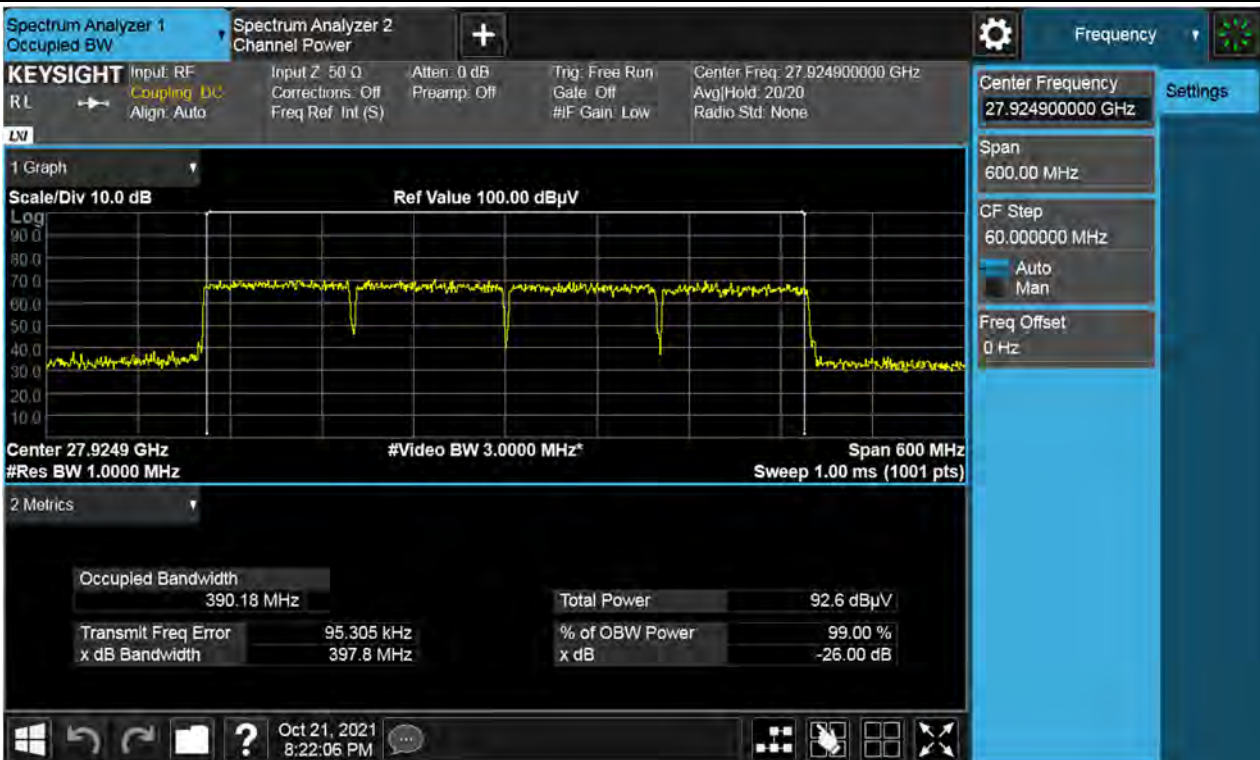 Spectrum Analyzer 1
Occupied BW
Spectrum Analyzer 2
Channel Power
+
Frequency
KEYSIGHT
RL
LXI
Input: RF
Coupling: DC
Align: Auto
Input Z: 50 Ω
Corrections: Off
Freq Ref: Int (S)
Atten: 0 dB
Preamp: Off
Trig: Free Run
Gate: Off
#IF Gain: Low
Center Freq: 27.924900000 GHz
Avg|Hold: 20/20
Radio Std: None
Center Frequency
27.924900000 GHz
Settings
Span
600.00 MHz
CF Step
60.000000 MHz
Auto
Man
Freq Offset
0 Hz
1 Graph
Scale/Div 10.0 dB
Ref Value 100.00 dBµV
Log
90.0
80.0
70.0
60.0
50.0
40.0
30.0
20.0
10.0
Center 27.9249 GHz
#Video BW 3.0000 MHz*
Span 600 MHz
#Res BW 1.0000 MHz
Sweep 1.00 ms (1001 pts)
2 Metrics
Occupied Bandwidth
390.18 MHz
Total Power 92.6 dBµV
Transmit Freq Error 95.305 kHz
% of OBW Power 99.00 %
x dB Bandwidth 397.8 MHz
x dB -26.00 dB
?
Oct 21, 2021
8:22:06 PM